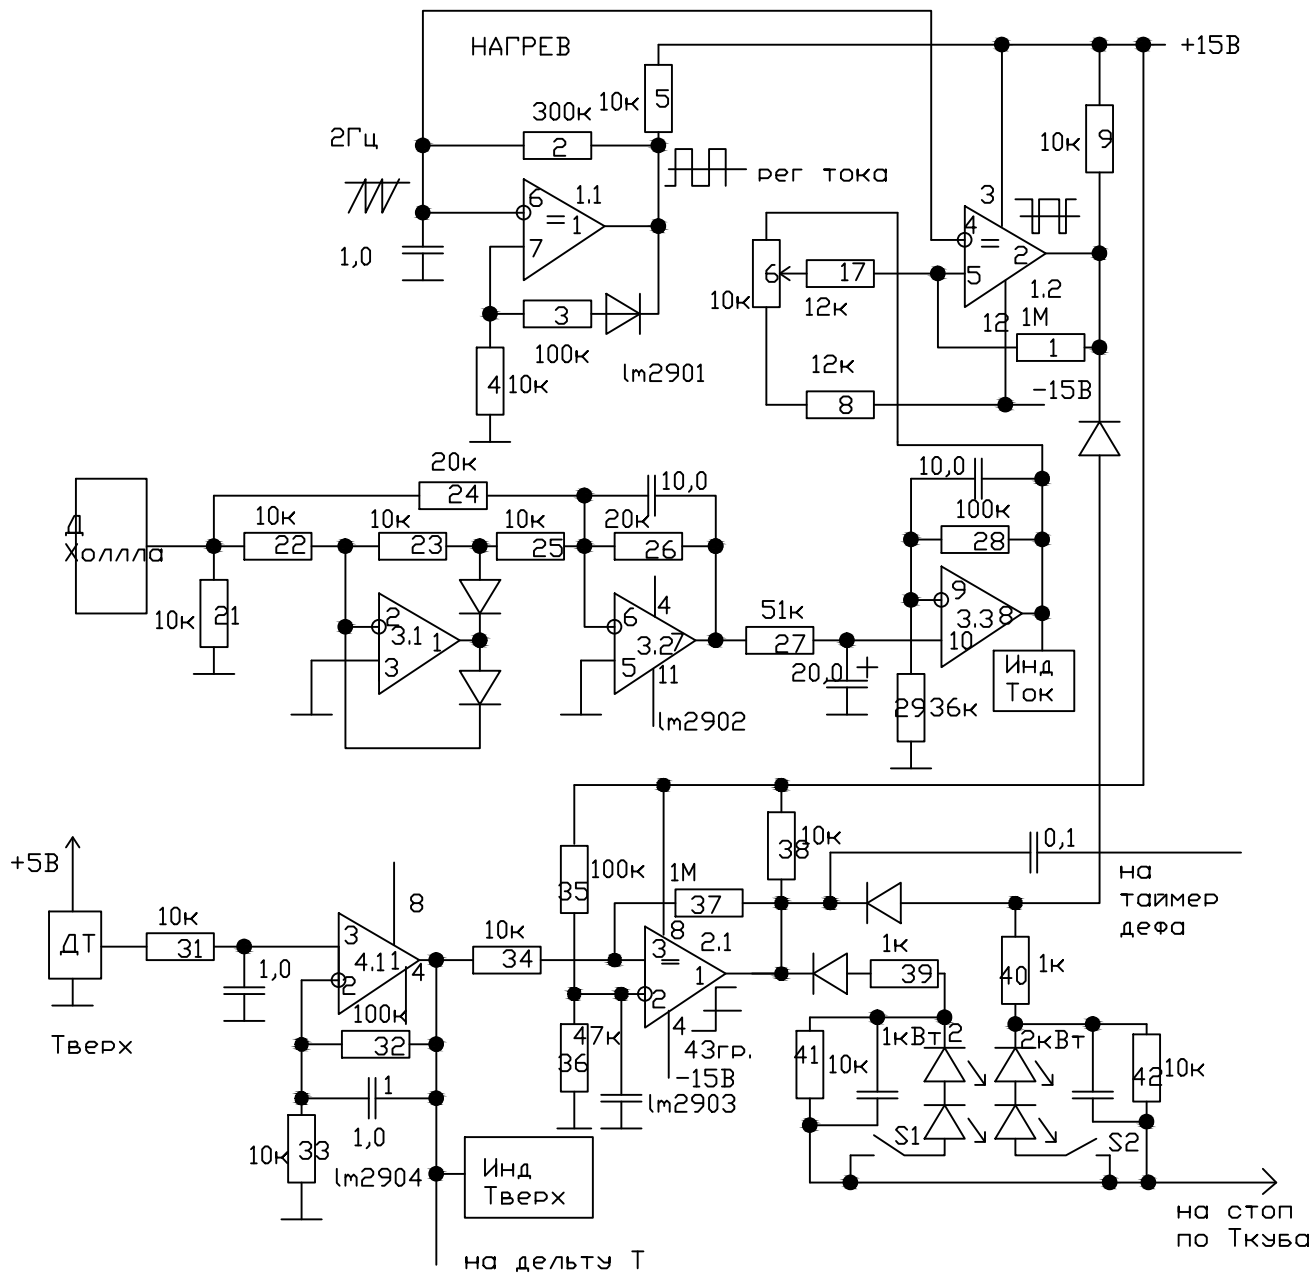 НАГРЕВ
+15В
10к
5
300к
2
2Гц
рег тока
10к
9
6
1.1
=
1
7
1,0
3
4
=
5
2
1.2
12
6
10к
17
12к
1М
1
3
100к
lm2901
12к
8
-15В
4
10к
20к
24
10,0
10,0
100к
28
Д
Холлла
10к
22
10к
23
10к
25
20к
26
10к
21
2
3.1
1
3
6
4
3.2
7
5
11
lm2902
51к
27
20,0
+
9
3.3
8
10
Инд
Ток
29
36к
+5В
ДТ
10к
31
1,0
Тверх
3
8
4.1
1
2
4
100к
32
1
1,0
10к
33
lm2904
10к
34
100к
35
1М
37
10к
38
0,1
на
таймер
дефа
3
=
8
2.1
1
2
4
43гр.
-15В
lm2903
47к
36
1к
39
40
1к
1кВт
2
2кВт
41
10к
42
10к
S1
S2
Инд
Тверх
на дельту Т
на стоп
по Ткуба